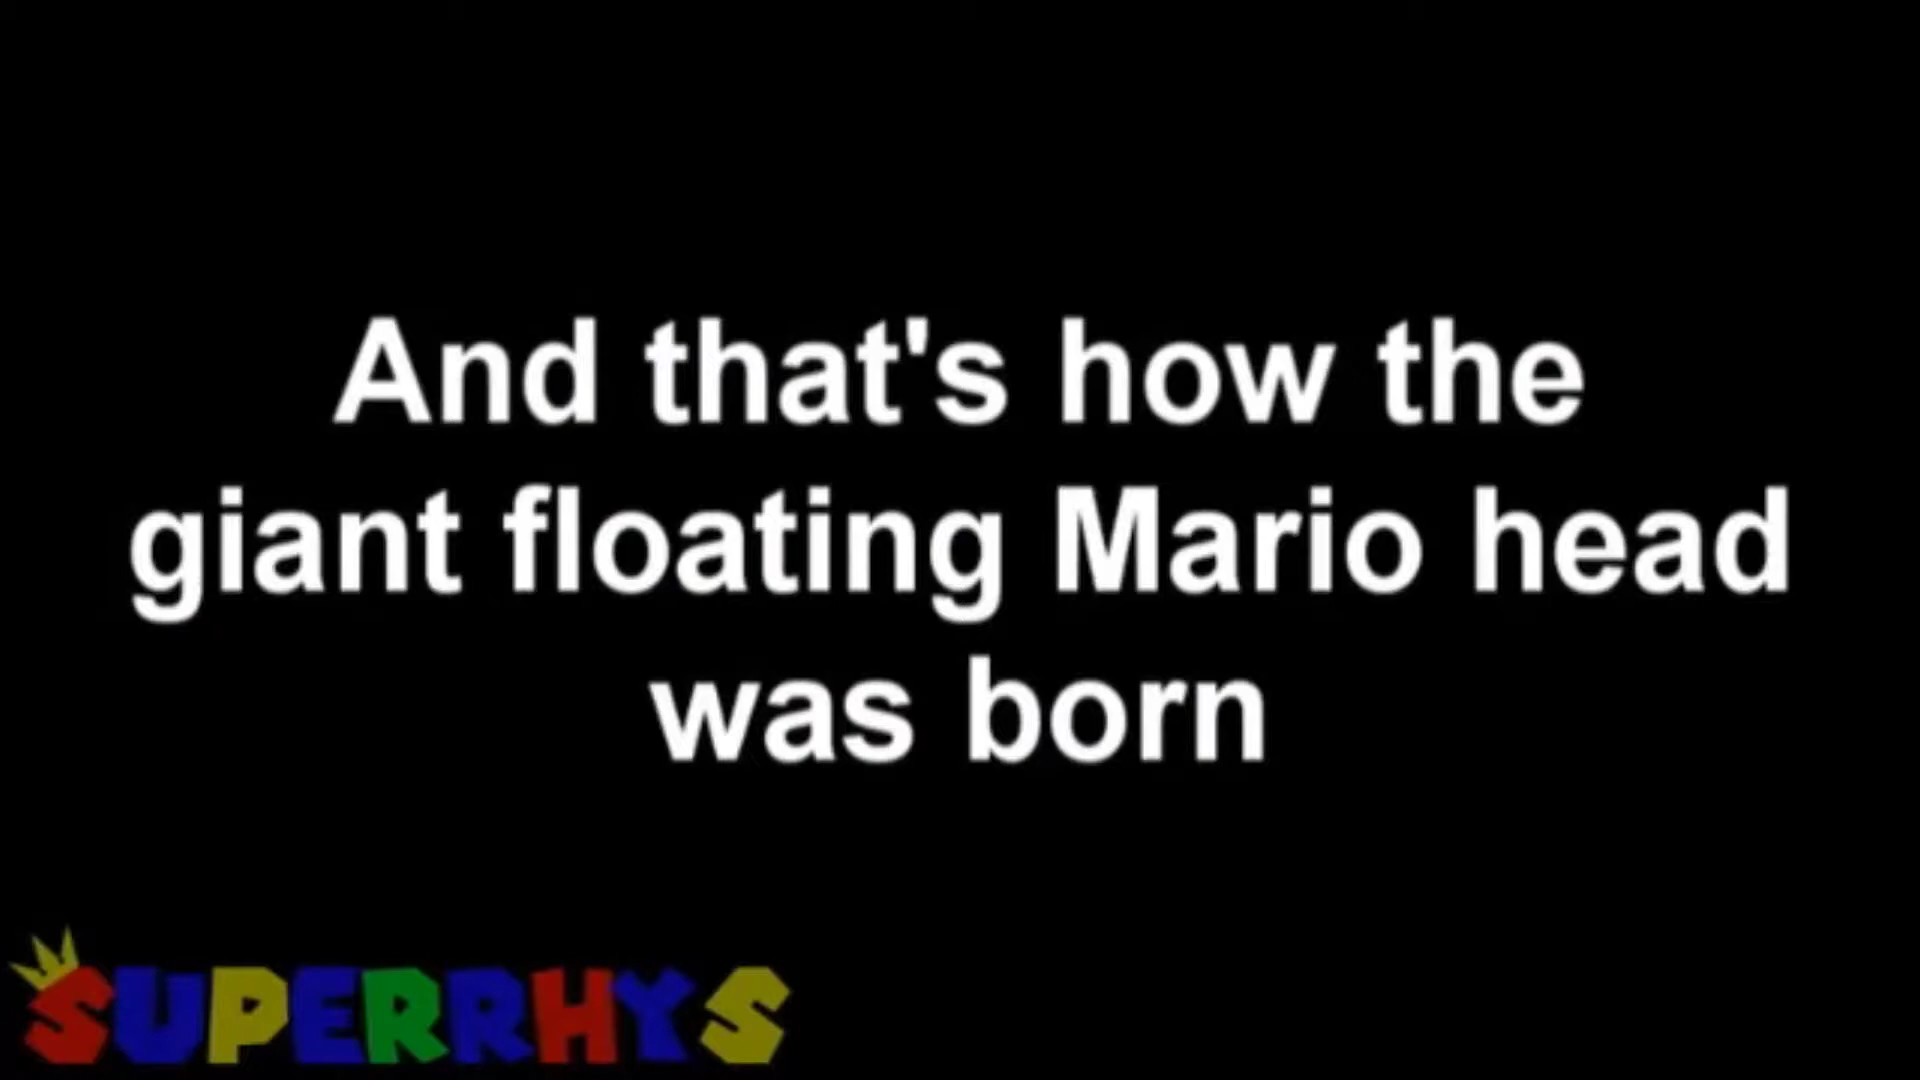 And that's how the
giant floating Mario head
was born
SUPERRHYS